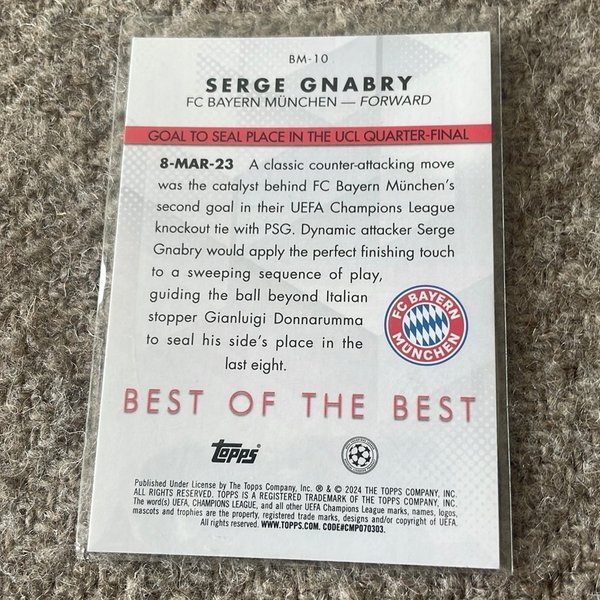 BM-10
SERGE GNABRY
FC BAYERN MÜNCHEN — FORWARD
GOAL TO SEAL PLACE IN THE UCL QUARTER-FINAL
8-MAR-23 A classic counter-attacking move
was the catalyst behind FC Bayern München's
second goal in their UEFA Champions League
knockout tie with PSG. Dynamic attacker Serge
Gnabry would apply the perfect finishing touch
to a sweeping sequence of play,
guiding the ball beyond Italian
stopper Gianluigi Donnarumma
to seal his side's place in the
last eight.
FC BAYERN
MÜNCHEN
BEST OF THE BEST
topps®
Published Under License by The Topps Company, Inc. ® & © 2024 THE TOPPS COMPANY, INC.
ALL RIGHTS RESERVED. TOPPS IS A REGISTERED TRADEMARK OF THE TOPPS COMPANY, INC.
The word(s) UEFA, CHAMPIONS LEAGUE, and all other UEFA Champions League marks, names, logos,
mascots and trophies are the property, registered trade marks, designs and/or copyright of UEFA.
All rights reserved. WWW.TOPPS.COM. CODE#CMP070303.